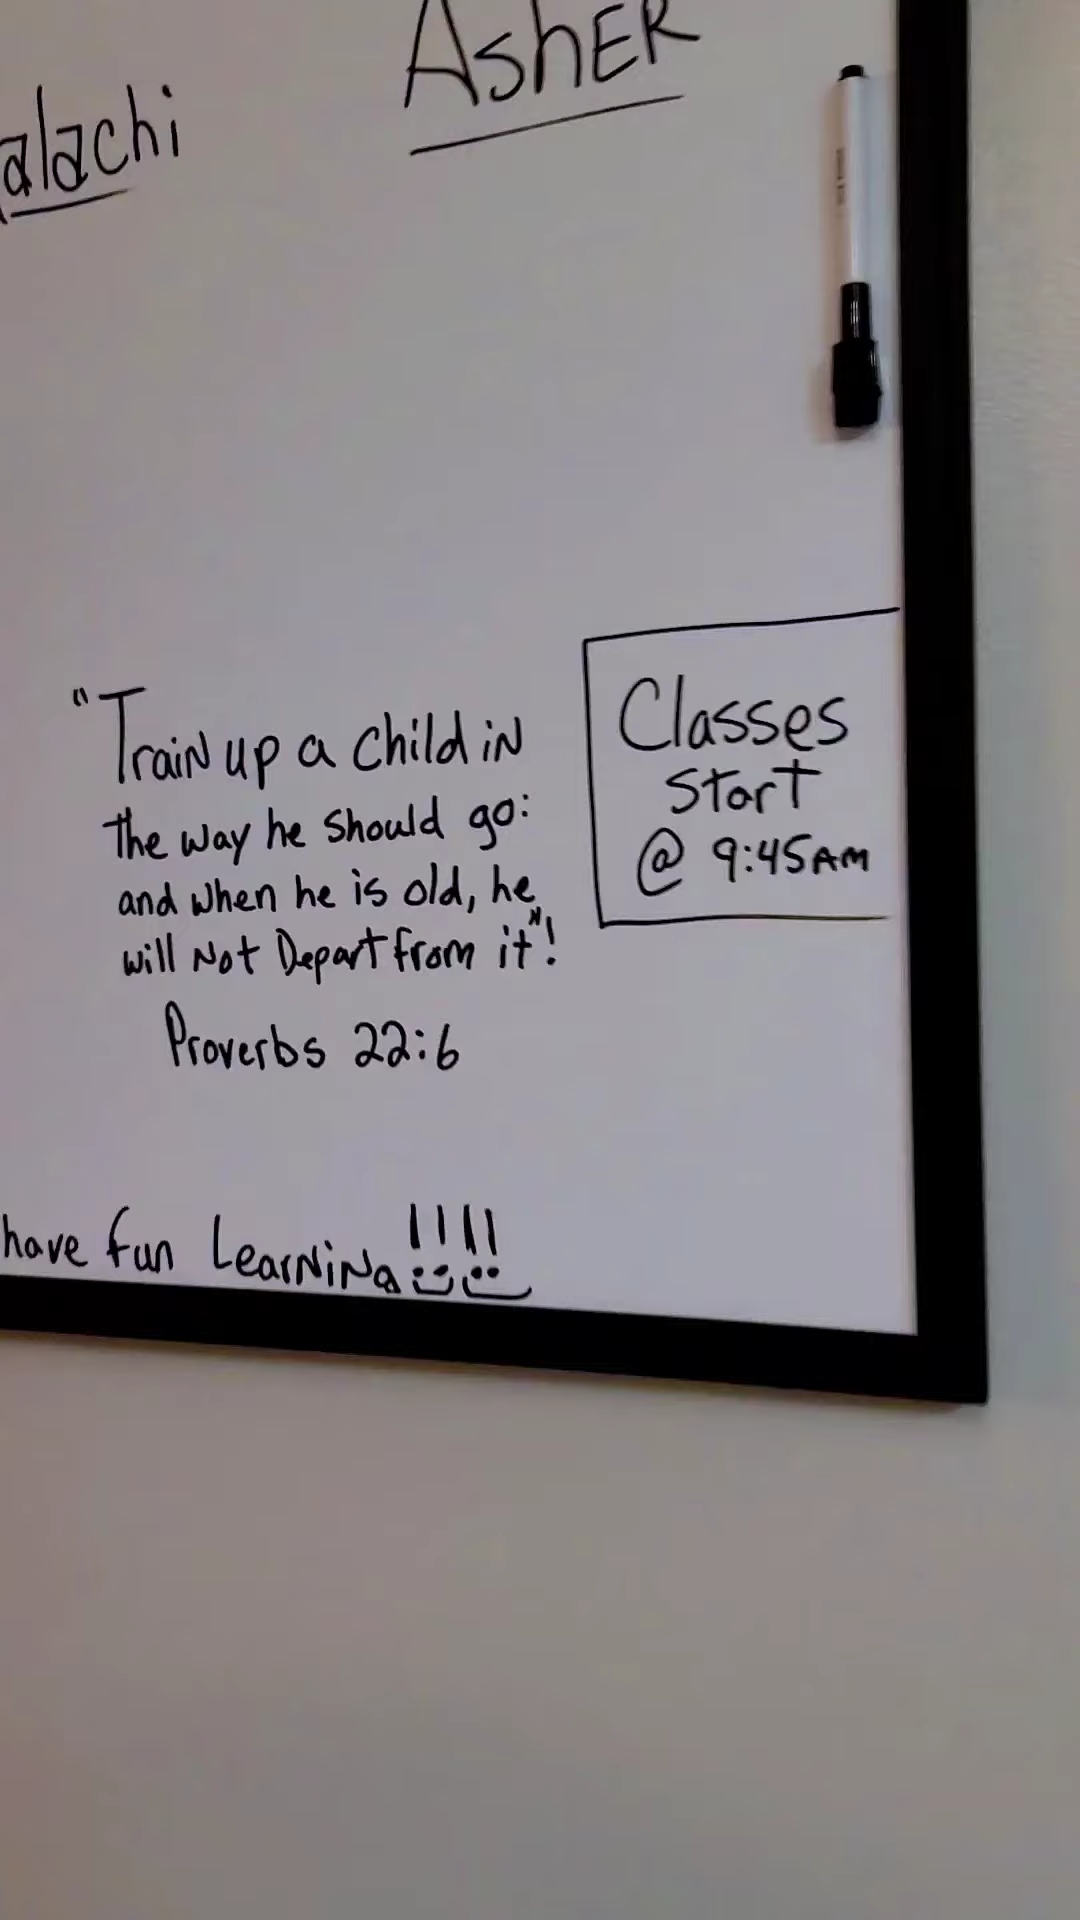 AshER
alachi
"Train up a child in
the way he should go:
and when he is old, he
will Not Depart from it"!
Proverbs 22:6
Classes
Start
@ 9:45AM
have fun Learning!!!!